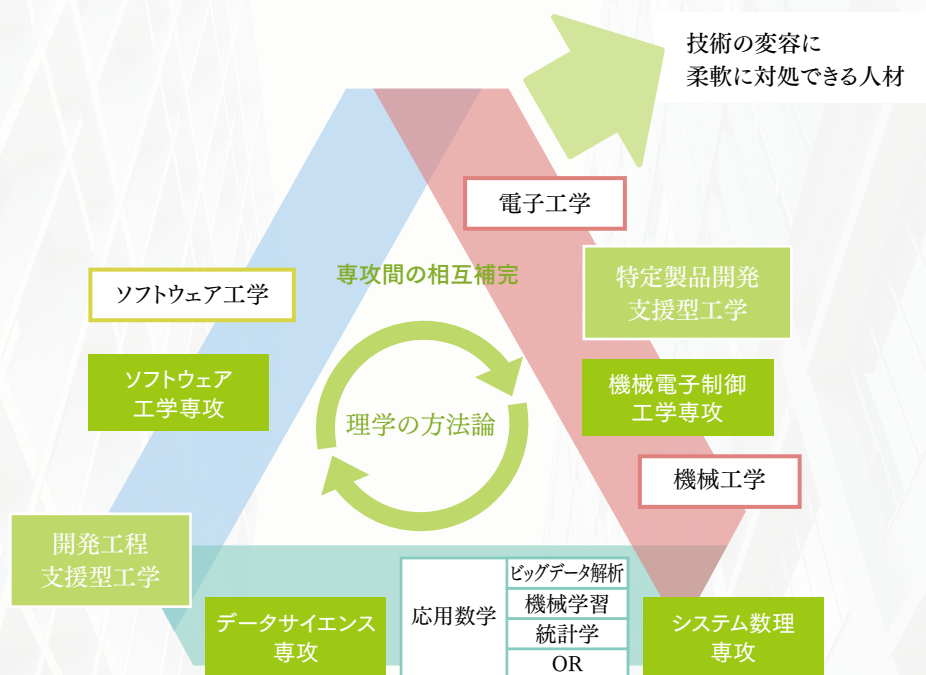 技術の変容に
柔軟に対処できる人材
電子工学
専攻間の相互補完
特定製品開発
支援型工学
ソフトウェア工学
ソフトウェア
工学専攻
機械電子制御
工学専攻
理学の方法論
機械工学
開発工程
支援型工学
データサイエンス
専攻
応用数学
ビッグデータ解析
機械学習
統計学
OR
システム数理
専攻